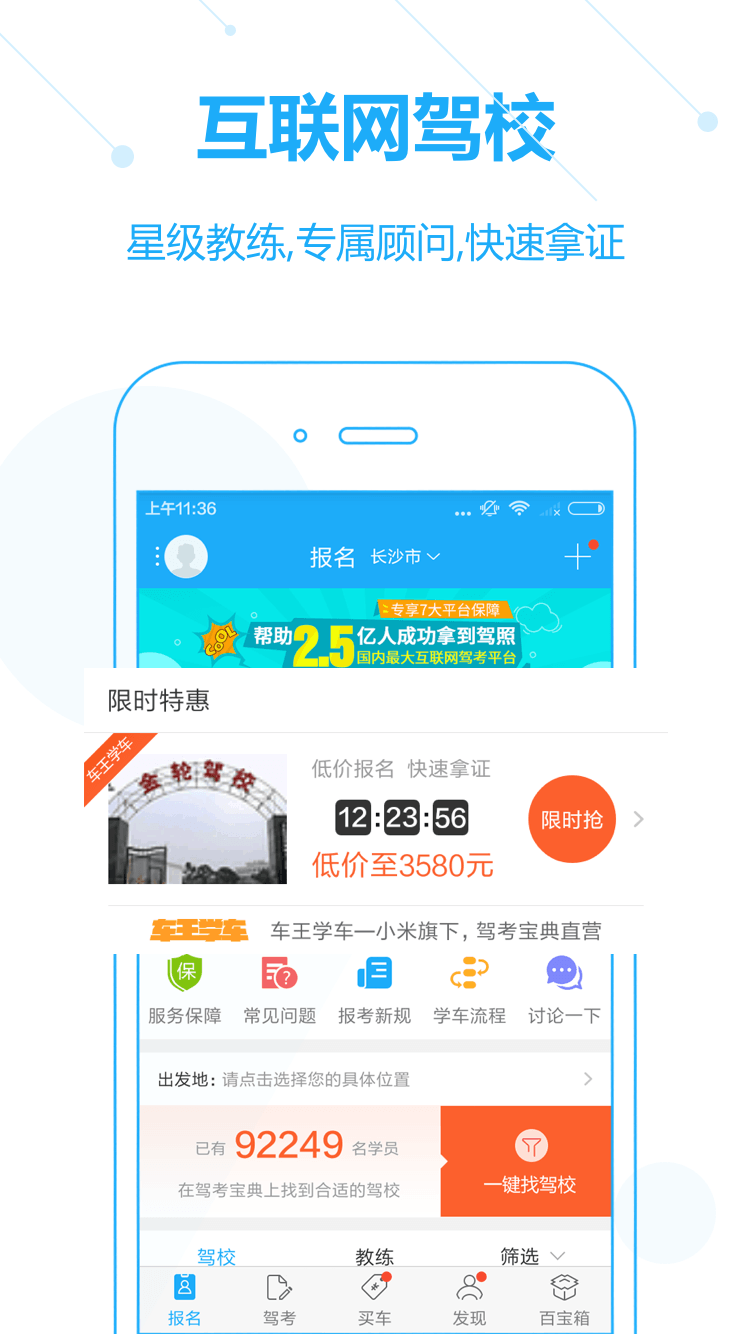 互联网驾校
星级教练,专属顾问,快速拿证
上午11:36
报名 长沙市
专享7大平台保障
COOL
帮助2.5亿人成功拿到驾照
国内最大互联网驾考平台
限时特惠
车王学车
金轮驾校
低价报名 快速拿证
12:23:56
限时抢
低价至3580元
车王学车 车王学车—小米旗下，驾考宝典直营
保
服务保障 常见问题 报考新规 学车流程 讨论一下
出发地：请点击选择您的具体位置
已有 92249 名学员
在驾考宝典上找到合适的驾校
一键找驾校
驾校 教练 筛选
报名 驾考 买车 发现 百宝箱